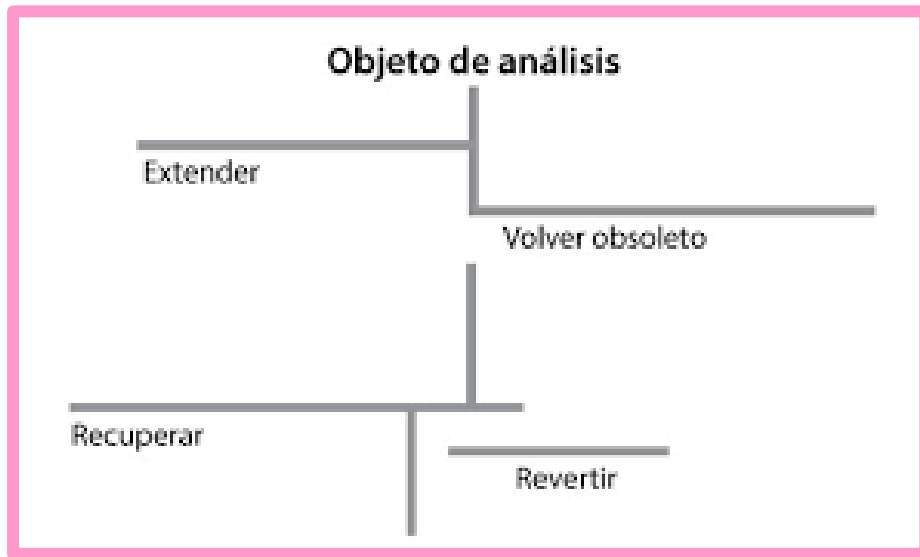 Objeto de análisis
Extender
Volver obsoleto
Recuperar
Revertir